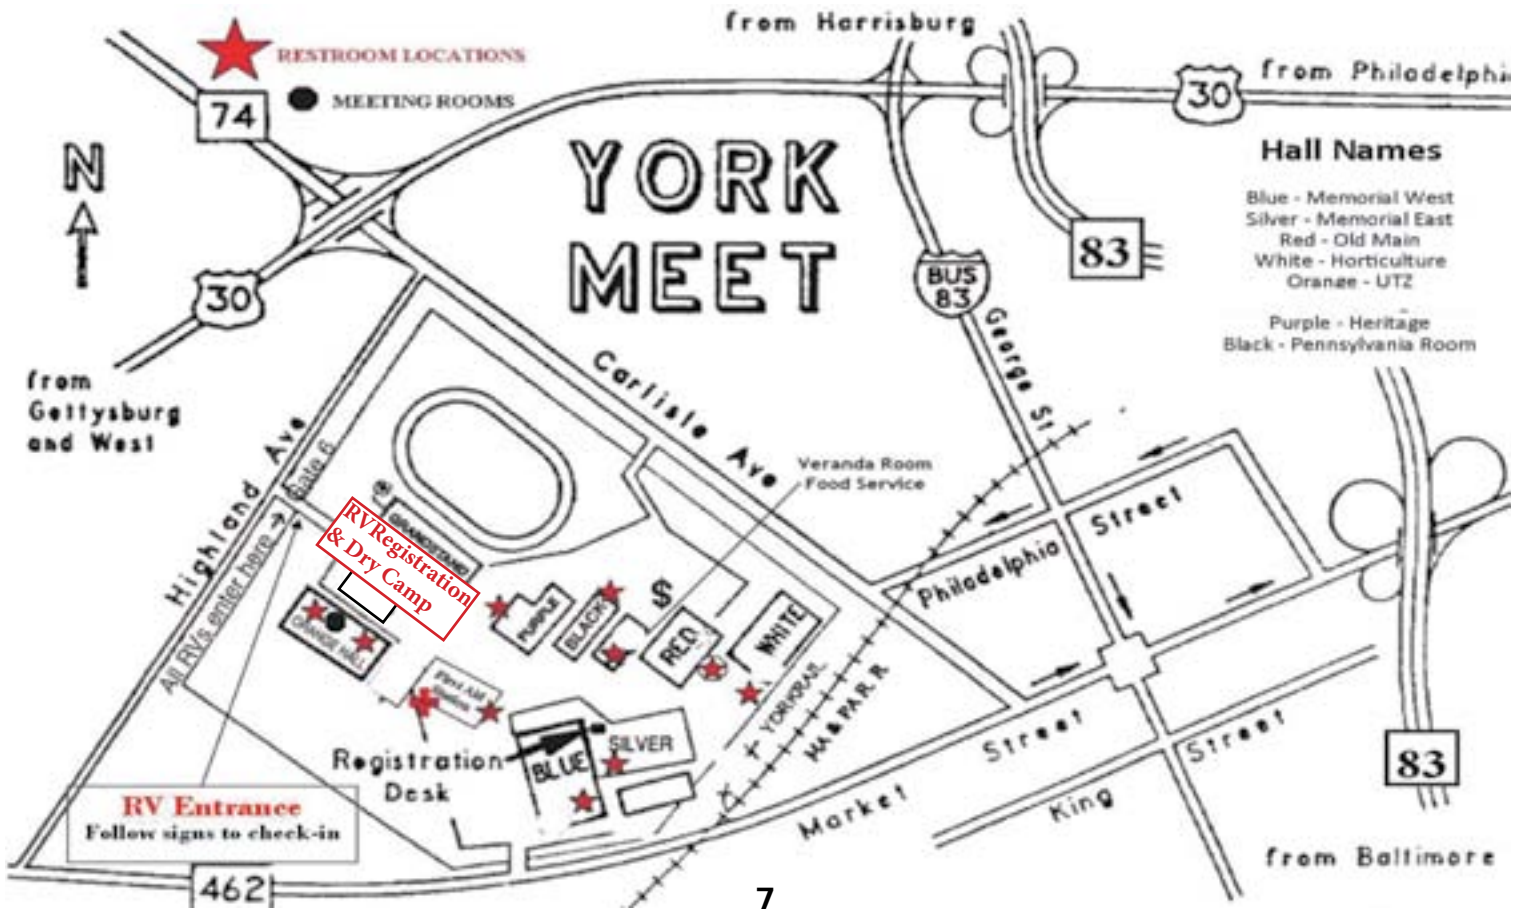 from Harrisburg
RESTROOM LOCATIONS
MEETING ROOMS
74
30
from Philadelphia
N
YORK
MEET
Hall Names
Blue - Memorial West
Silver - Memorial East
Red - Old Main
White - Horticulture
Orange - UTZ
Purple - Heritage
Black - Pennsylvania Room
83
BUS
83
30
from
Gettysburg
and West
George St
Carlisle Ave
Highland Ave
Gate 6
All RVs enter here
Veranda Room
Food Service
GRANDSTAND
RVRegistration
& Dry Camp
ORANGE HALL
PURPLE
BLACK
RED
WHITE
First Aid
Station
Philadelphia Street
YORKRAIL
MA & PA R. R
Registration
Desk
BLUE
SILVER
Market Street
King Street
83
RV Entrance
Follow signs to check-in
462
from Baltimore
7